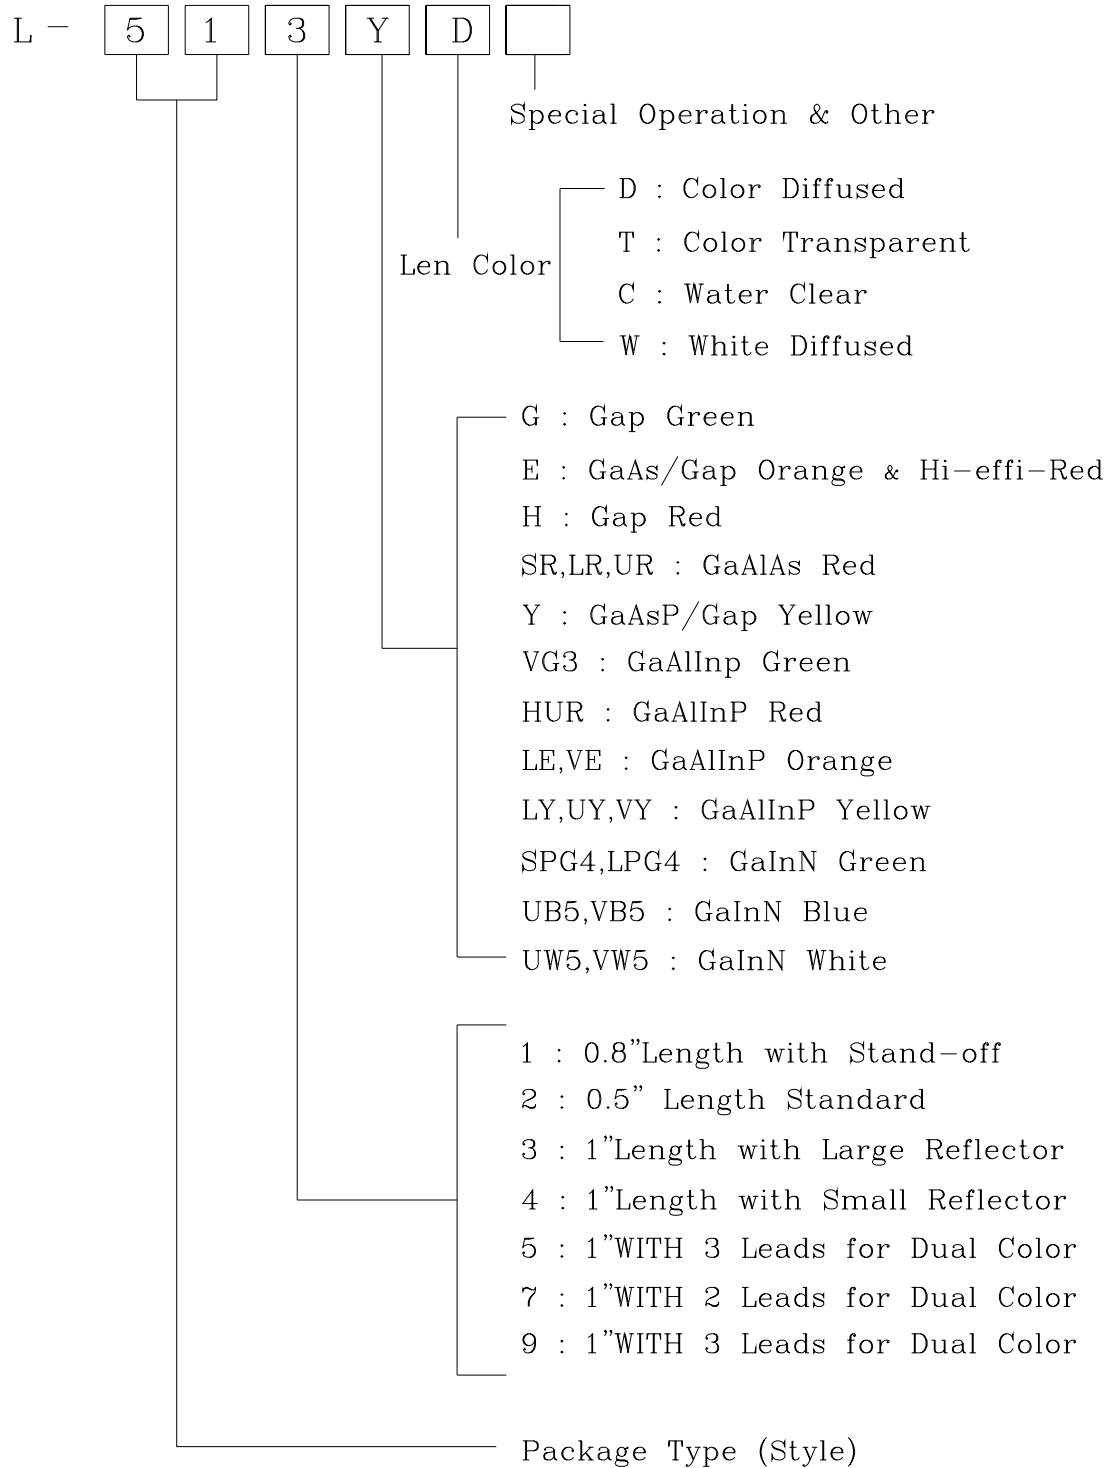 L- 5 1 3 Y D
Special Operation & Other
D : Color Diffused
T : Color Transparent
Len Color
C : Water Clear
W : White Diffused
G : Gap Green
E : GaAs/Gap Orange & Hi-effi-Red
H : Gap Red
SR,LR,UR : GaAlAs Red
Y : GaAsP/Gap Yellow
VG3 : GaAlInp Green
HUR : GaAlInP Red
LE,VE : GaAlInP Orange
LY,UY,VY : GaAlInP Yellow
SPG4,LPG4 : GaInN Green
UB5,VB5 : GaInN Blue
UW5,VW5 : GaInN White
1 : 0.8"Length with Stand-off
2 : 0.5" Length Standard
3 : 1"Length with Large Reflector
4 : 1"Length with Small Reflector
5 : 1"WITH 3 Leads for Dual Color
7 : 1"WITH 2 Leads for Dual Color
9 : 1"WITH 3 Leads for Dual Color
Package Type (Style)